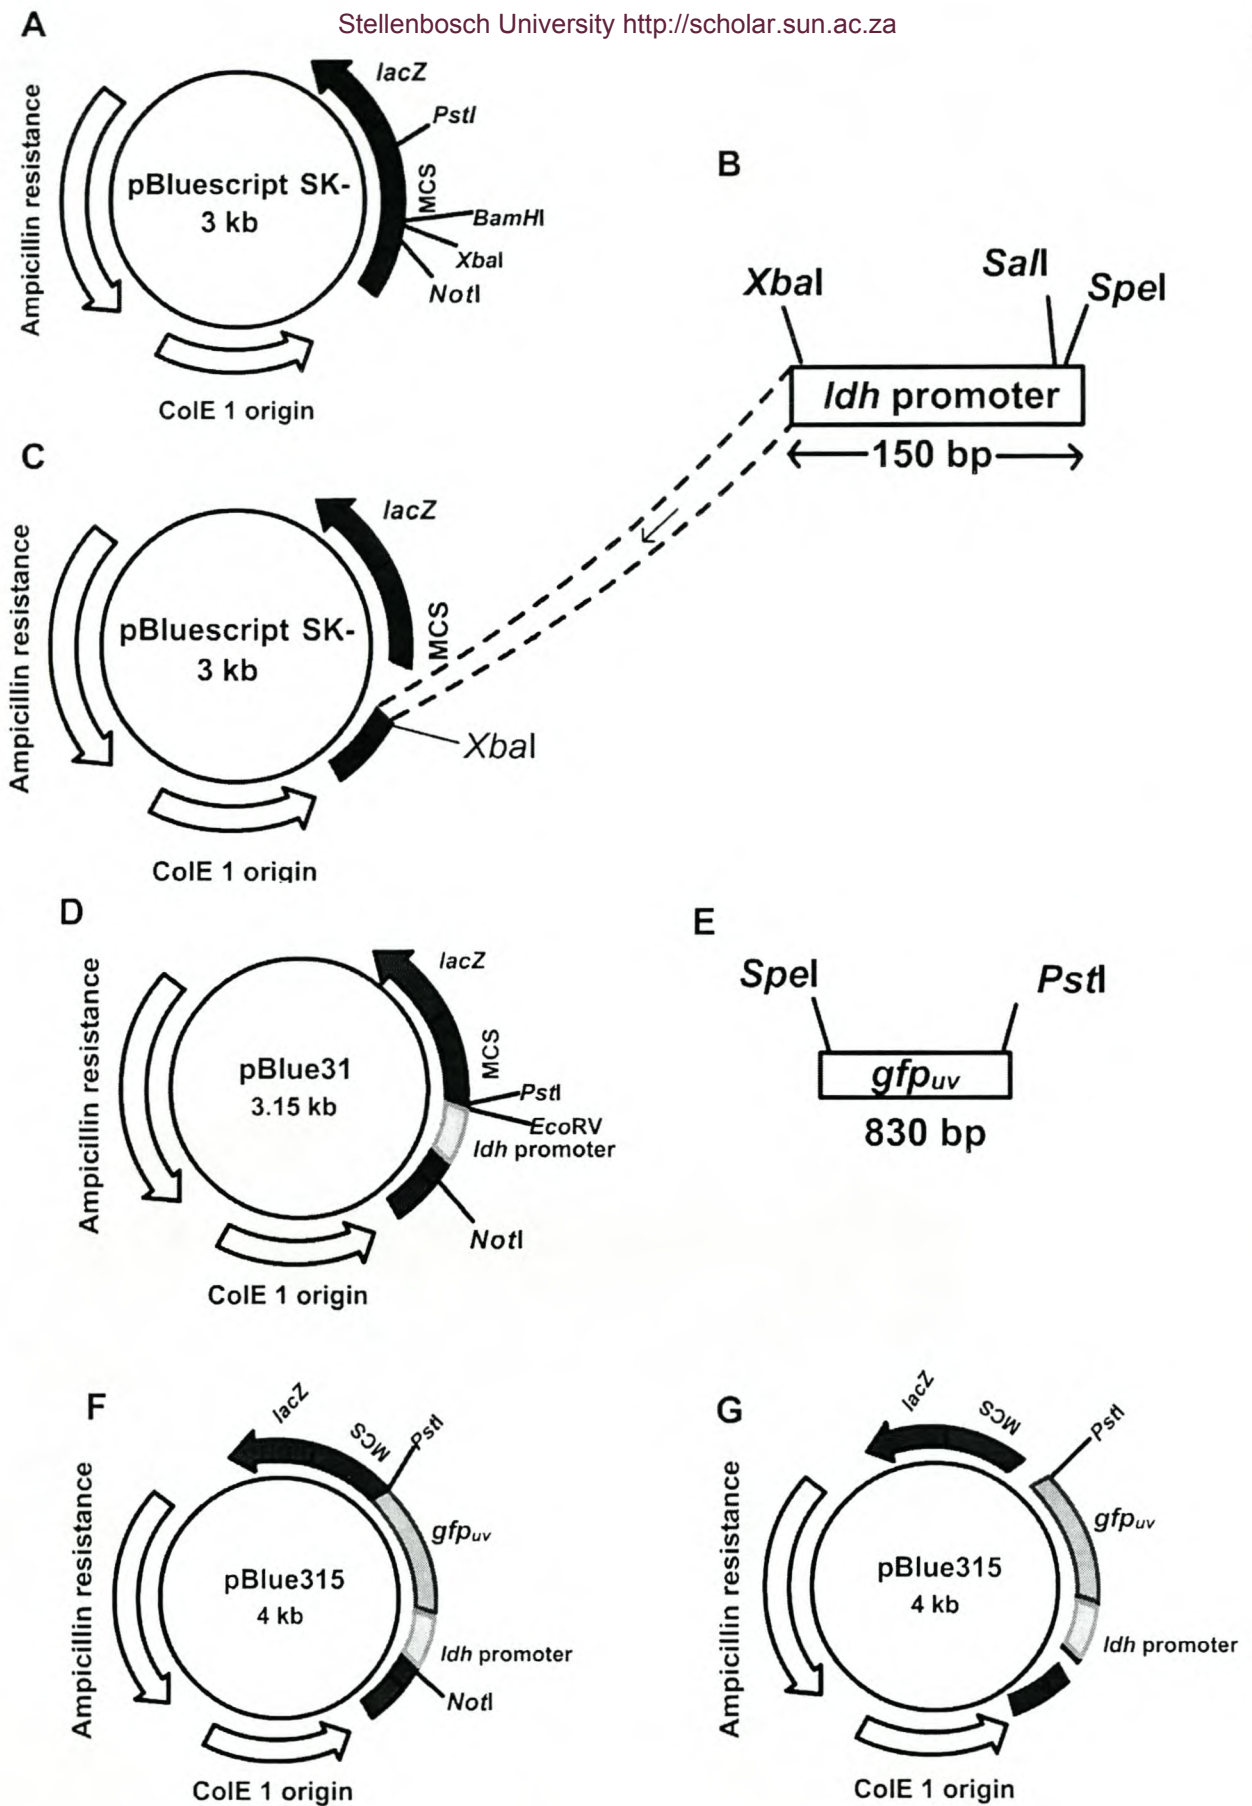 Stellenbosch University http://scholar.sun.ac.za
A
lacZ
PstI
Ampicillin resistance
pBluescript SK-
3 kb
MCS
BamHI
XbaI
NotI
ColE 1 origin
B
XbaI
SalI
SpeI
ldh promoter
150 bp
C
lacZ
Ampicillin resistance
pBluescript SK-
3 kb
MCS
XbaI
ColE 1 origin
D
lacZ
Ampicillin resistance
pBlue31
3.15 kb
MCS
PstI
EcoRV
ldh promoter
NotI
ColE 1 origin
E
SpeI
PstI
gfpuv
830 bp
F
lacZ
MCS
PstI
Ampicillin resistance
gfpuv
pBlue315
4 kb
ldh promoter
NotI
ColE 1 origin
G
lacZ
MCS
PstI
Ampicillin resistance
gfpuv
pBlue315
4 kb
ldh promoter
ColE 1 origin